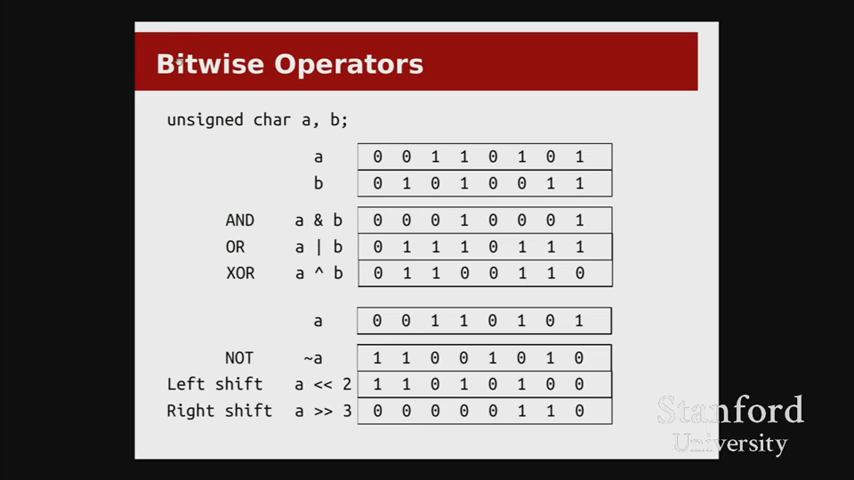 Bitwise Operators
unsigned char a, b;
a 0 0 1 1 0 1 0 1
b 0 1 0 1 0 0 1 1
AND a & b 0 0 0 1 0 0 0 1
OR a | b 0 1 1 1 0 1 1 1
XOR a ^ b 0 1 1 0 0 1 1 0
a 0 0 1 1 0 1 0 1
NOT ~a 1 1 0 0 1 0 1 0
Left shift a << 2 1 1 0 1 0 1 0 0
Right shift a >> 3 0 0 0 0 0 1 1 0
Stanford
University